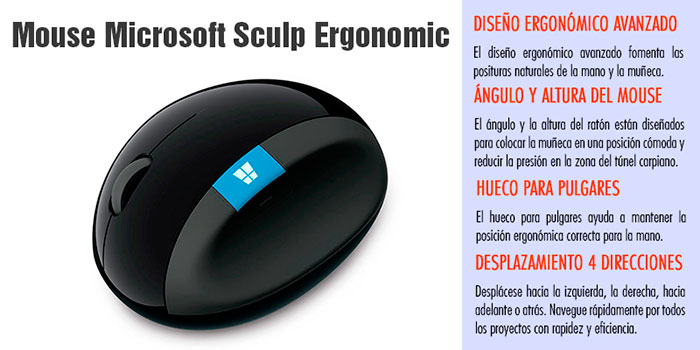 Mouse Microsoft Sculp Ergonomic
DISEÑO ERGONÓMICO AVANZADO
El diseño ergonómico avanzado fomenta las
posituras naturales de la mano y la muñeca.
ÁNGULO Y ALTURA DEL MOUSE
El ángulo y la altura del ratón están diseñados
para colocar la muñeca en una posición cómoda y
reducir la presión en la zona del túnel carpiano.
HUECO PARA PULGARES
El hueco para pulgares ayuda a mantener la
posición ergonómica correcta para la mano.
DESPLAZAMIENTO 4 DIRECCIONES
Desplácese hacia la izquierda, la derecha, hacia
adelante o atrás. Navegue rápidamente por todos
los proyectos con rapidez y eficiencia.